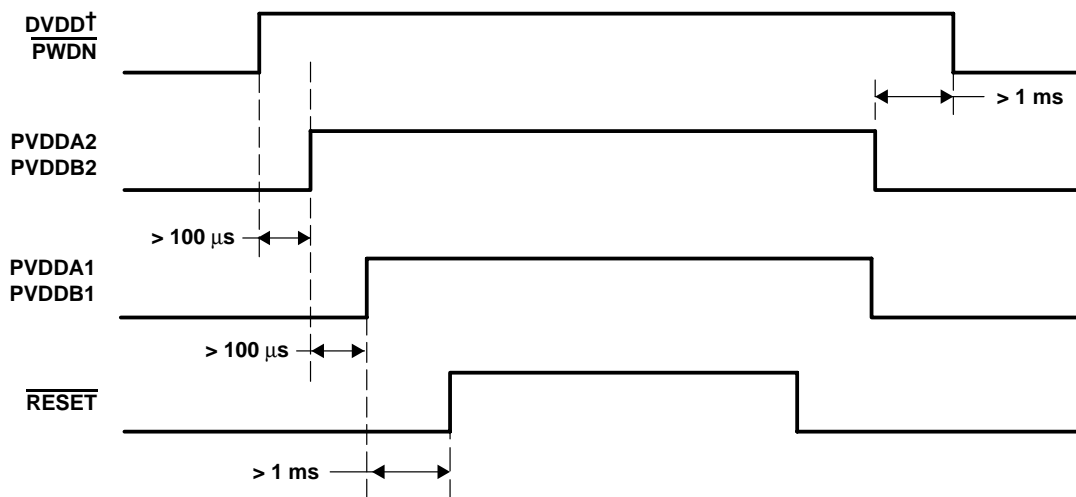 DVDD†
PWDN
> 1 ms
PVDDA2
PVDDB2
> 100 μs
PVDDA1
PVDDB1
> 100 μs
RESET
> 1 ms